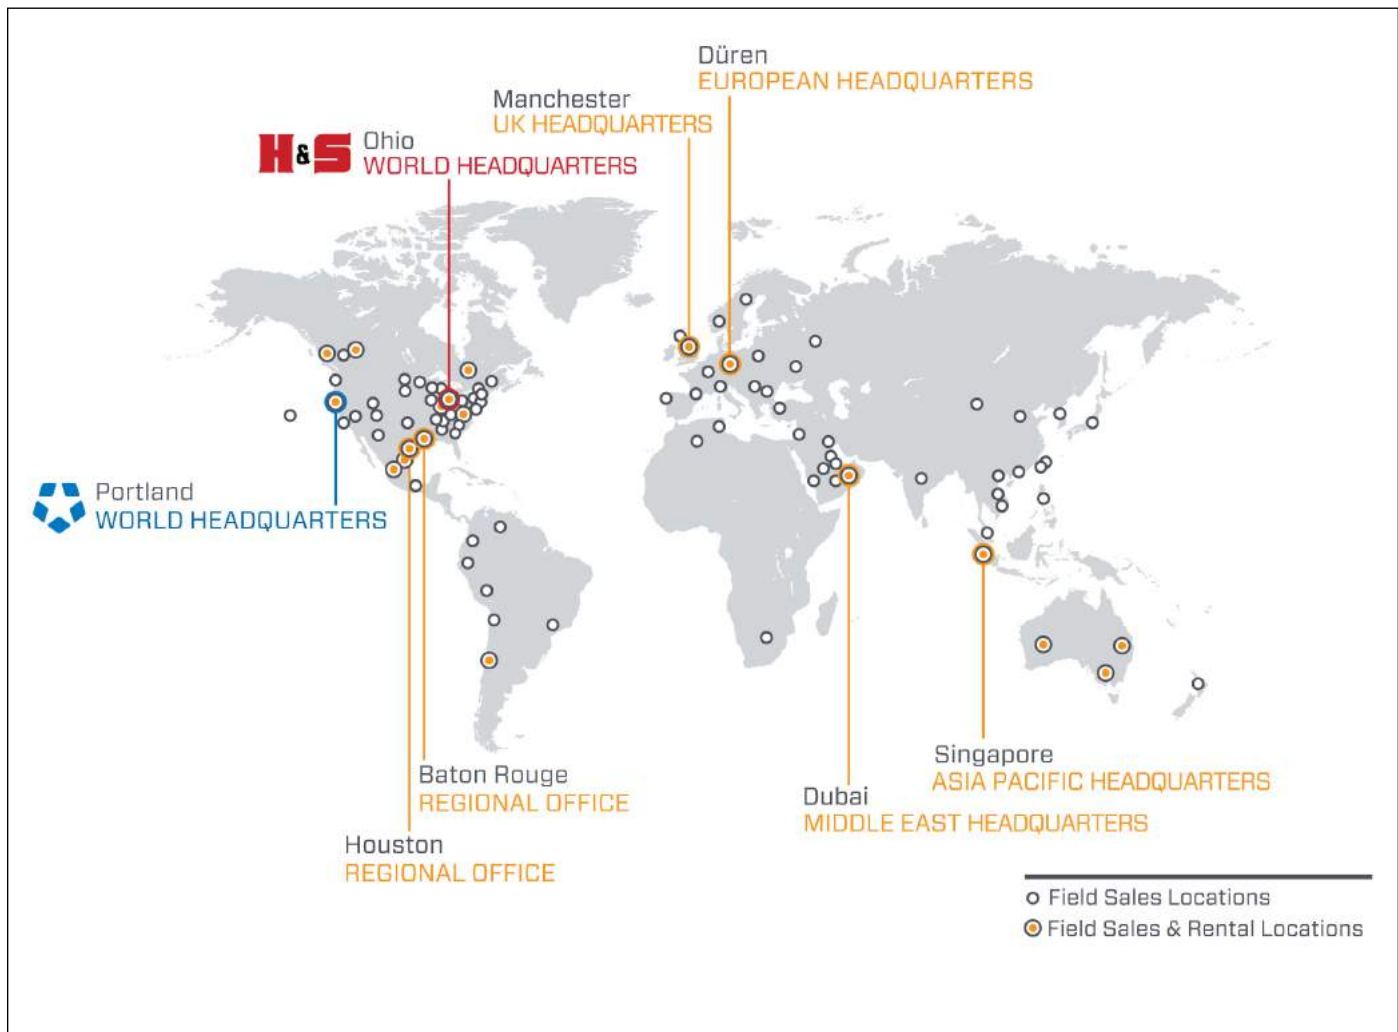 Düren
EUROPEAN HEADQUARTERS
Manchester
UK HEADQUARTERS
H&S
Ohio
WORLD HEADQUARTERS
Portland
WORLD HEADQUARTERS
Baton Rouge
REGIONAL OFFICE
Houston
REGIONAL OFFICE
Singapore
ASIA PACIFIC HEADQUARTERS
Dubai
MIDDLE EAST HEADQUARTERS
Field Sales Locations
Field Sales & Rental Locations